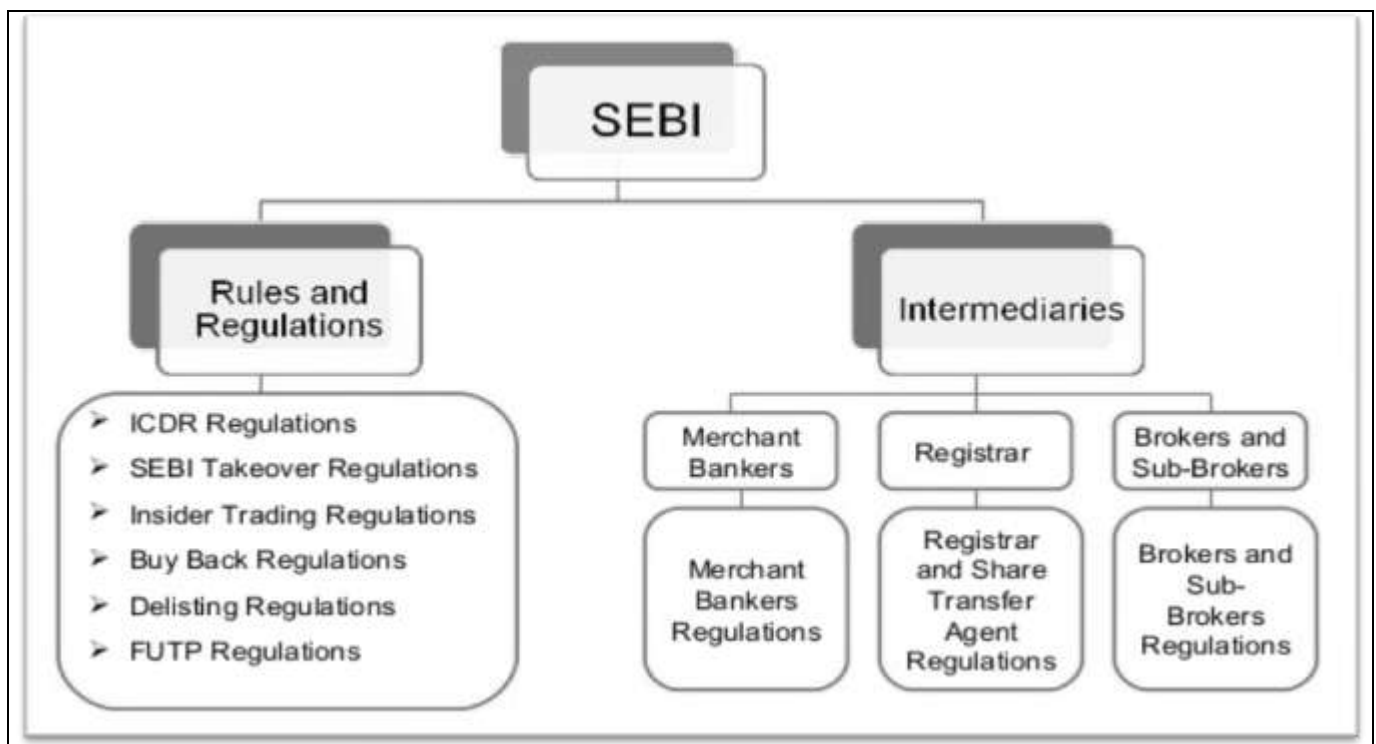 SEBI
Rules and
Regulations
Intermediaries
➢ ICDR Regulations
➢ SEBI Takeover Regulations
➢ Insider Trading Regulations
➢ Buy Back Regulations
➢ Delisting Regulations
➢ FUTP Regulations
Merchant
Bankers
Registrar
Brokers and
Sub-Brokers
Merchant
Bankers
Regulations
Registrar
and Share
Transfer
Agent
Regulations
Brokers and
Sub-
Brokers
Regulations